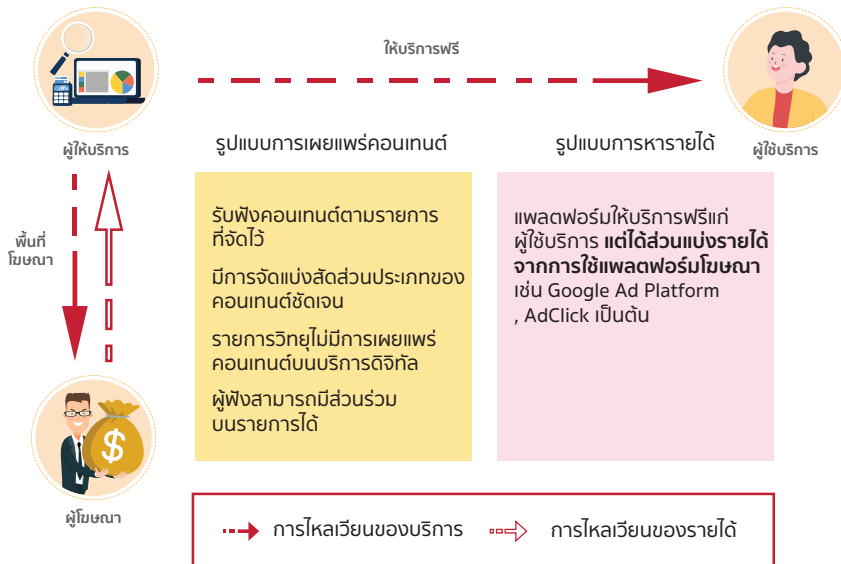 ให้บริการฟรี
ผู้ให้บริการ
รูปแบบการเผยแพร่คอนเทนต์
รูปแบบการหารายได้
ผู้ใช้บริการ
พื้นที่
โฆษณา
รับฟังคอนเทนต์ตามรายการ
ที่จัดไว้
มีการจัดแบ่งสัดส่วนประเภทของ
คอนเทนต์ชัดเจน
รายการวิทยุไม่มีการเผยแพร่
คอนเทนต์บนบริการดิจิทัล
ผู้ฟังสามารถมีส่วนร่วม
บนรายการได้
แพลตฟอร์มให้บริการฟรีแก่
ผู้ใช้บริการ แต่ได้ส่วนแบ่งรายได้
จากการใช้แพลตฟอร์มโฆษณา
เช่น Google Ad Platform
, AdClick เป็นต้น
$
ผู้โฆษณา
การไหลเวียนของบริการ
การไหลเวียนของรายได้